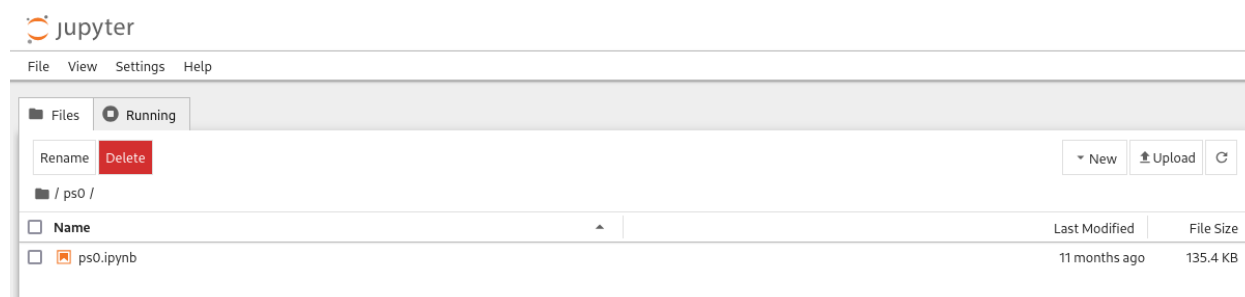 jupyter
File View Settings Help
Files Running
Rename Delete New Upload
/ ps0 /
Name Last Modified File Size
ps0.ipynb 11 months ago 135.4 KB